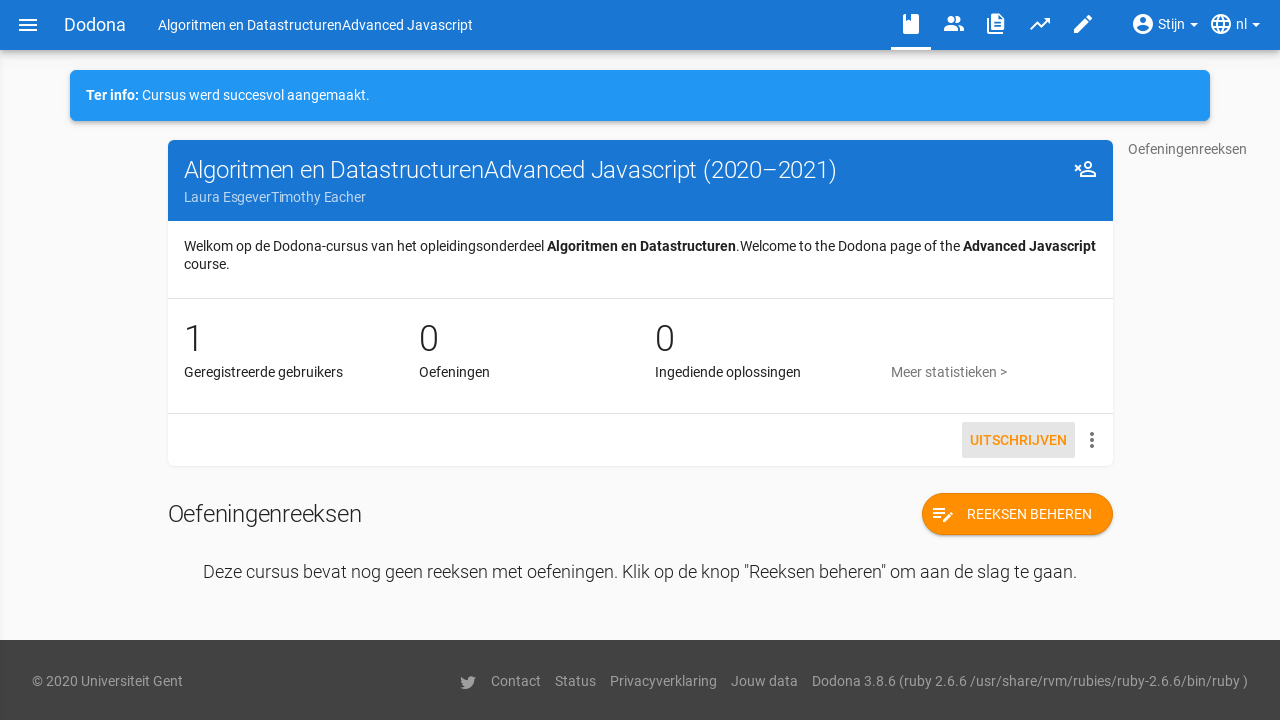 Dodona
Algoritmen en DatastructurenAdvanced Javascript
Stijn
nl
Ter info: Cursus werd succesvol aangemaakt.
Algoritmen en DatastructurenAdvanced Javascript (2020–2021)
Laura EsgeverTimothy Eacher
Oefeningenreeksen
Welkom op de Dodona-cursus van het opleidingsonderdeel Algoritmen en Datastructuren.Welcome to the Dodona page of the Advanced Javascript
course.
1
Geregistreerde gebruikers
0
Oefeningen
0
Ingediende oplossingen
Meer statistieken >
UITSCHRIJVEN
Oefeningenreeksen
REEKSEN BEHEREN
Deze cursus bevat nog geen reeksen met oefeningen. Klik op de knop "Reeksen beheren" om aan de slag te gaan.
© 2020 Universiteit Gent
Contact
Status
Privacyverklaring
Jouw data
Dodona 3.8.6 (ruby 2.6.6 /usr/share/rvm/rubies/ruby-2.6.6/bin/ruby )